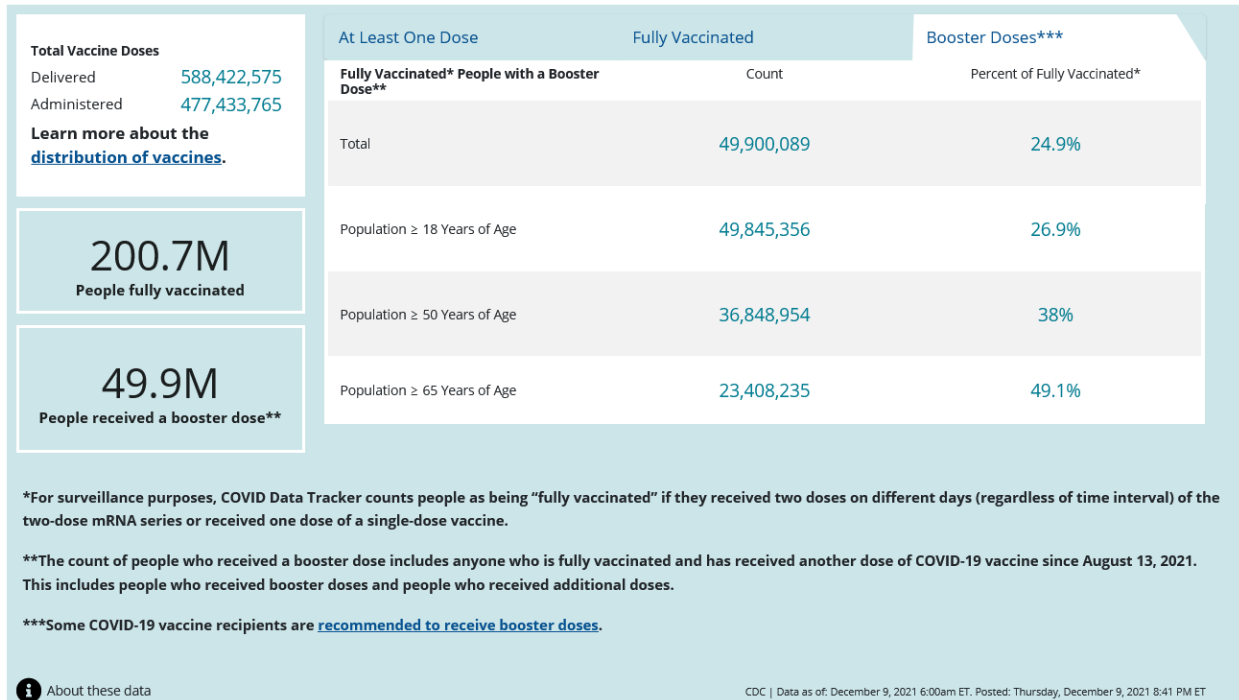 Total Vaccine Doses
Delivered 588,422,575
Administered 477,433,765
Learn more about the
distribution of vaccines.
200.7M
People fully vaccinated
49.9M
People received a booster dose**
At Least One Dose Fully Vaccinated Booster Doses***
Fully Vaccinated* People with a Booster
Dose** Count Percent of Fully Vaccinated*
Total 49,900,089 24.9%
Population ≥ 18 Years of Age 49,845,356 26.9%
Population ≥ 50 Years of Age 36,848,954 38%
Population ≥ 65 Years of Age 23,408,235 49.1%
*For surveillance purposes, COVID Data Tracker counts people as being “fully vaccinated” if they received two doses on different days (regardless of time interval) of the
two-dose mRNA series or received one dose of a single-dose vaccine.
**The count of people who received a booster dose includes anyone who is fully vaccinated and has received another dose of COVID-19 vaccine since August 13, 2021.
This includes people who received booster doses and people who received additional doses.
***Some COVID-19 vaccine recipients are recommended to receive booster doses.
About these data
CDC | Data as of: December 9, 2021 6:00am ET. Posted: Thursday, December 9, 2021 8:41 PM ET